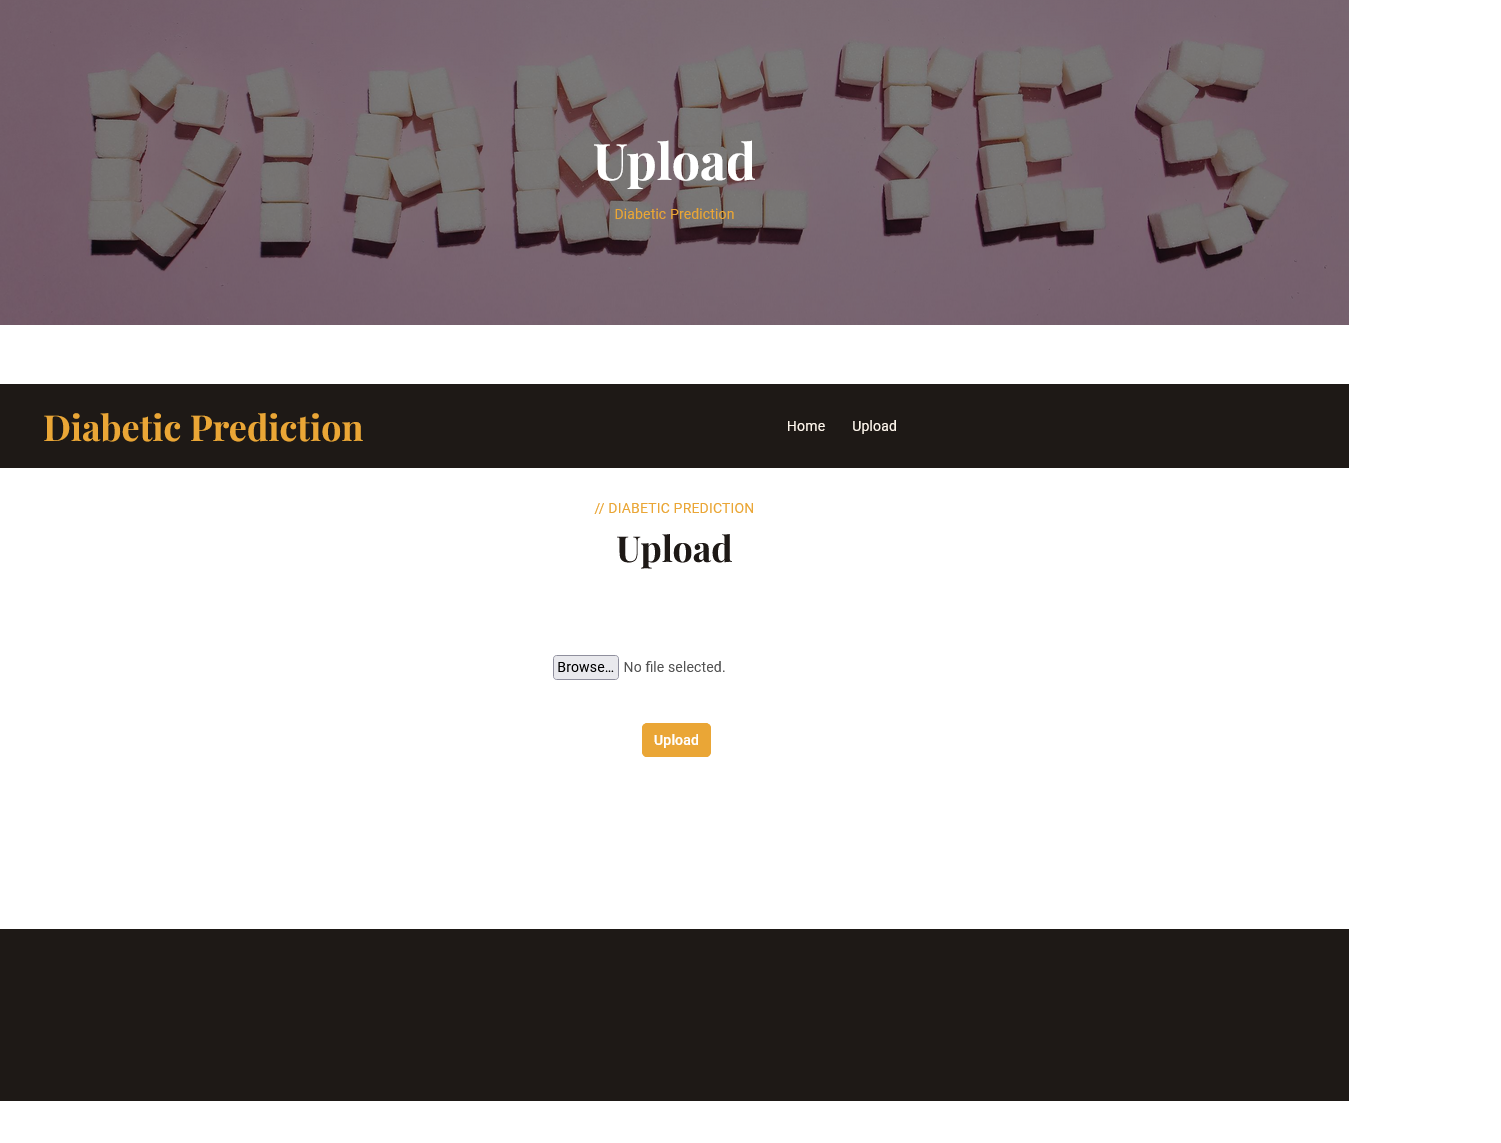 DIABETES
Upload
Diabetic Prediction
Diabetic Prediction
Home Upload
// DIABETIC PREDICTION
Upload
Browse... No file selected.
Upload